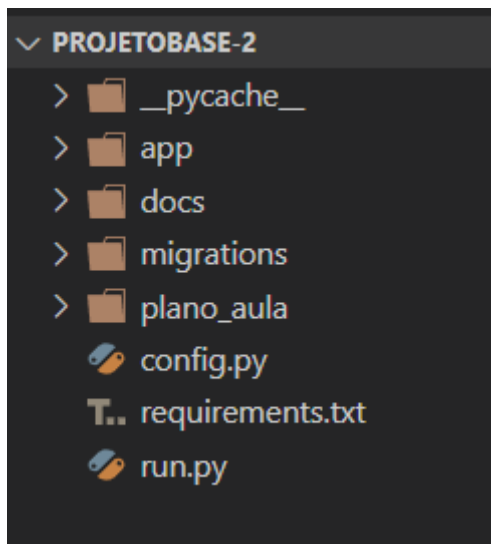 PROJETOBASE-2
__pycache__
app
docs
migrations
plano_aula
config.py
T.. requirements.txt
run.py